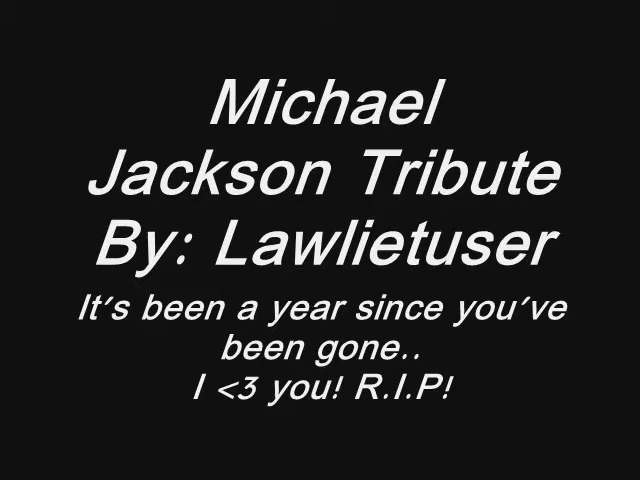 Michael
Jackson Tribute
By: Lawlietuser
It's been a year since you've
been gone..
I <3 you! R.I.P!